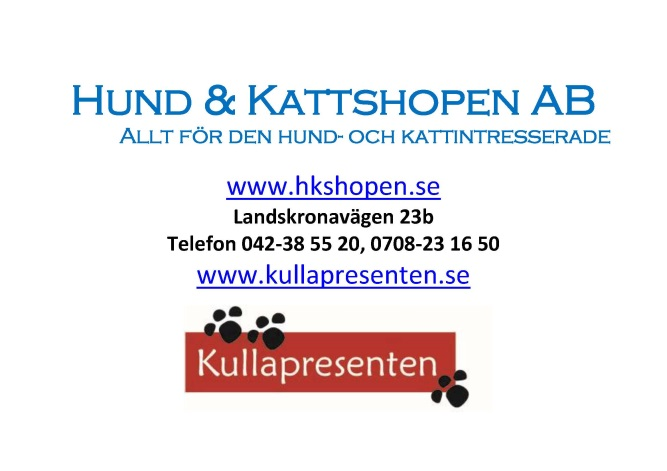 HUND & KATTSHOPEN AB
ALLT FÖR DEN HUND- OCH KATTINTRESSERADE
www.hkshopen.se
Landskronavägen 23b
Telefon 042-38 55 20, 0708-23 16 50
www.kullapresenten.se
Kullapresenten